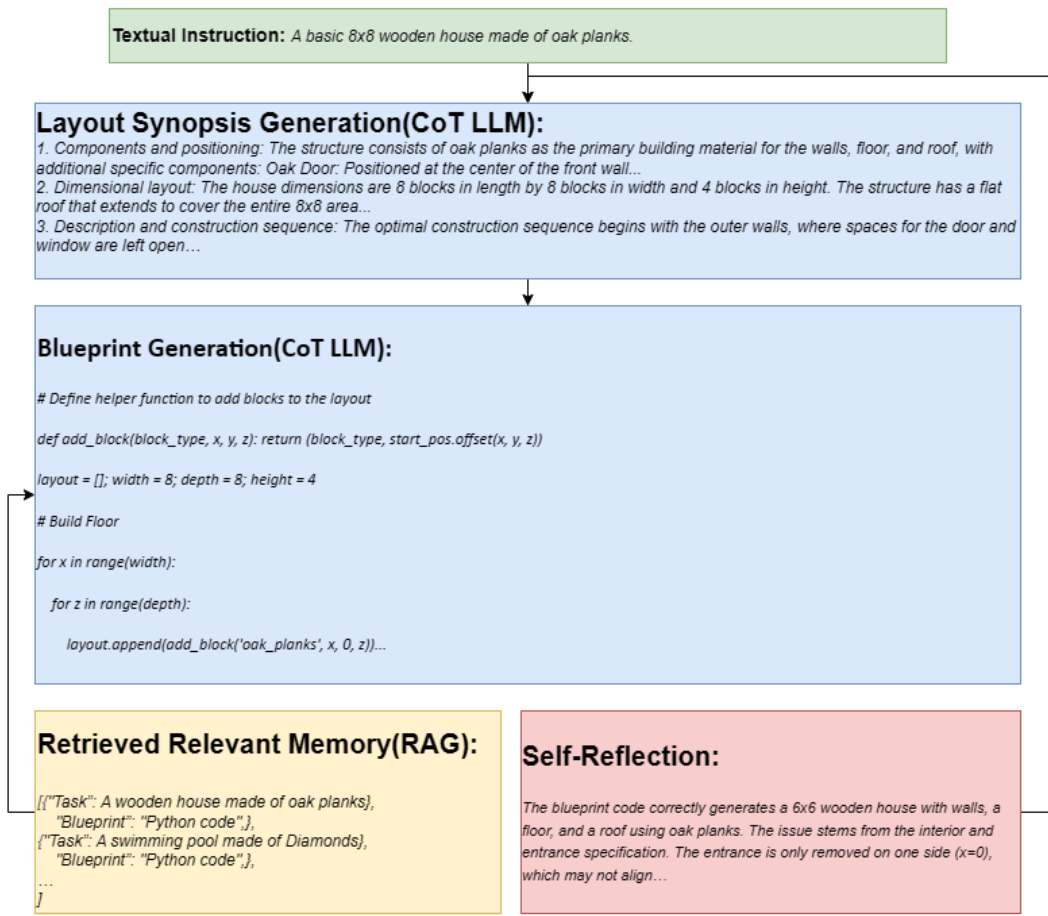 Textual Instruction: A basic 8x8 wooden house made of oak planks.
Layout Synopsis Generation(CoT LLM):
1. Components and positioning: The structure consists of oak planks as the primary building material for the walls, floor, and roof, with
additional specific components: Oak Door: Positioned at the center of the front wall...
2. Dimensional layout: The house dimensions are 8 blocks in length by 8 blocks in width and 4 blocks in height. The structure has a flat
roof that extends to cover the entire 8x8 area...
3. Description and construction sequence: The optimal construction sequence begins with the outer walls, where spaces for the door and
window are left open…
Blueprint Generation(CoT LLM):
# Define helper function to add blocks to the layout
def add_block(block_type, x, y, z): return (block_type, start_pos.offset(x, y, z))
layout = []; width = 8; depth = 8; height = 4
# Build Floor
for x in range(width):
for z in range(depth):
layout.append(add_block('oak_planks', x, 0, z))...
Retrieved Relevant Memory(RAG):
[{"Task": A wooden house made of oak planks},
"Blueprint": "Python code",},
{"Task": A swimming pool made of Diamonds},
"Blueprint": "Python code",},
…
]
Self-Reflection:
The blueprint code correctly generates a 6x6 wooden house with walls, a
floor, and a roof using oak planks. The issue stems from the interior and
entrance specification. The entrance is only removed on one side (x=0),
which may not align…